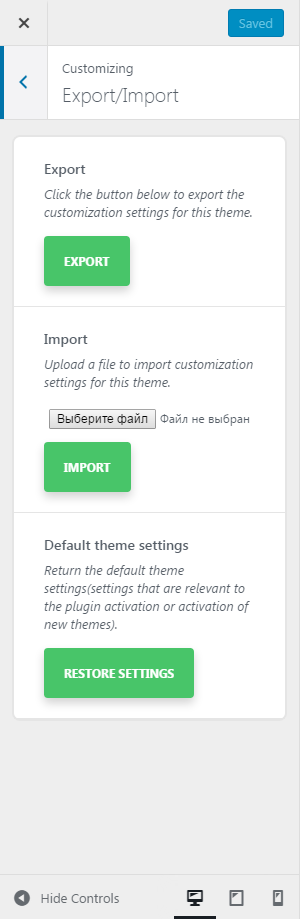 Saved
Customizing
Export/Import
Export
Click the button below to export the
customization settings for this theme.
EXPORT
Import
Upload a file to import customization
settings for this theme.
Выберите файл Файл не выбран
IMPORT
Default theme settings
Return the default theme
settings(settings that are relevant to
the plugin activation or activation of
new themes).
RESTORE SETTINGS
Hide Controls